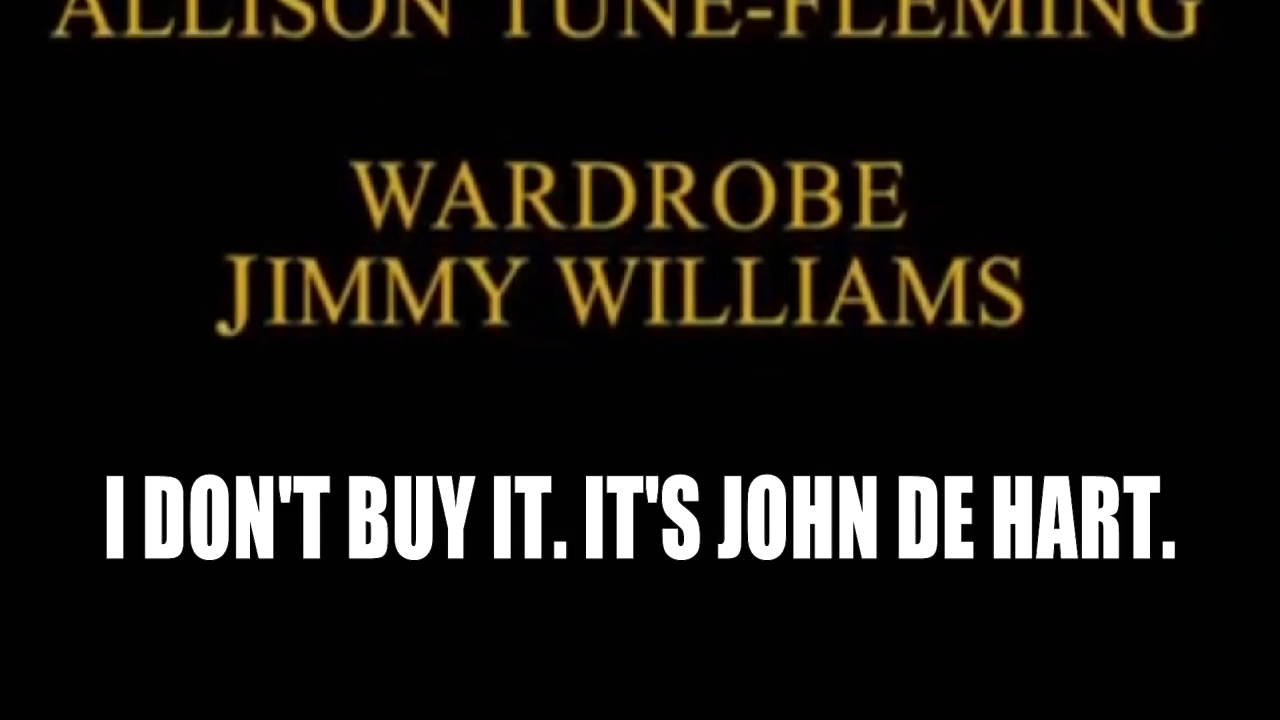 ALLISON TUNE-FLEMING
WARDROBE
JIMMY WILLIAMS
I DON'T BUY IT. IT'S JOHN DE HART.